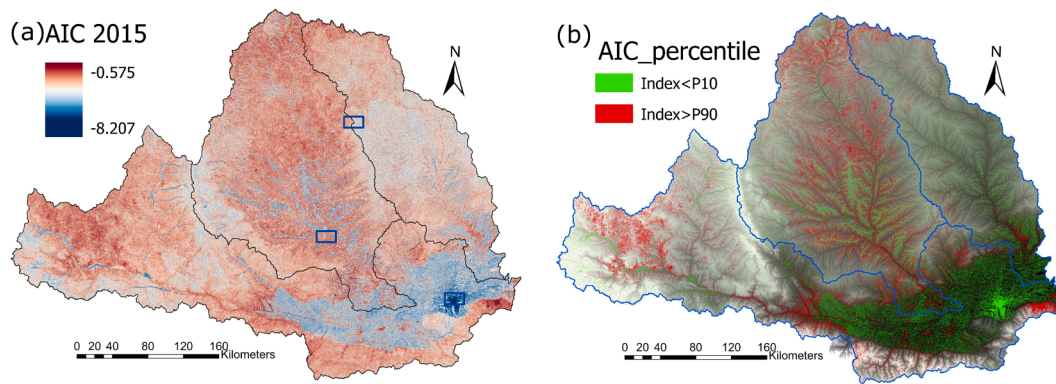 (a) AIC 2015
-0.575
-8.207
N
0 20 40 80 120 160
Kilometers
(b) AIC_percentile
Index<P10
Index>P90
N
0 20 40 80 120 160
Kilometers